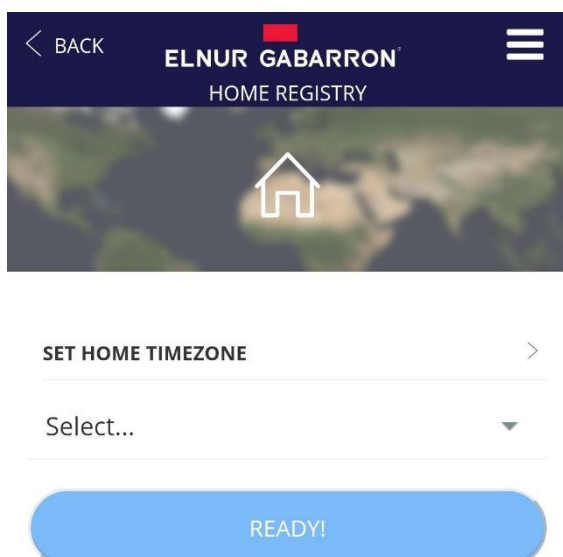 BACK
ELNUR GABARRON
HOME REGISTRY
SET HOME TIMEZONE
Select...
READY!